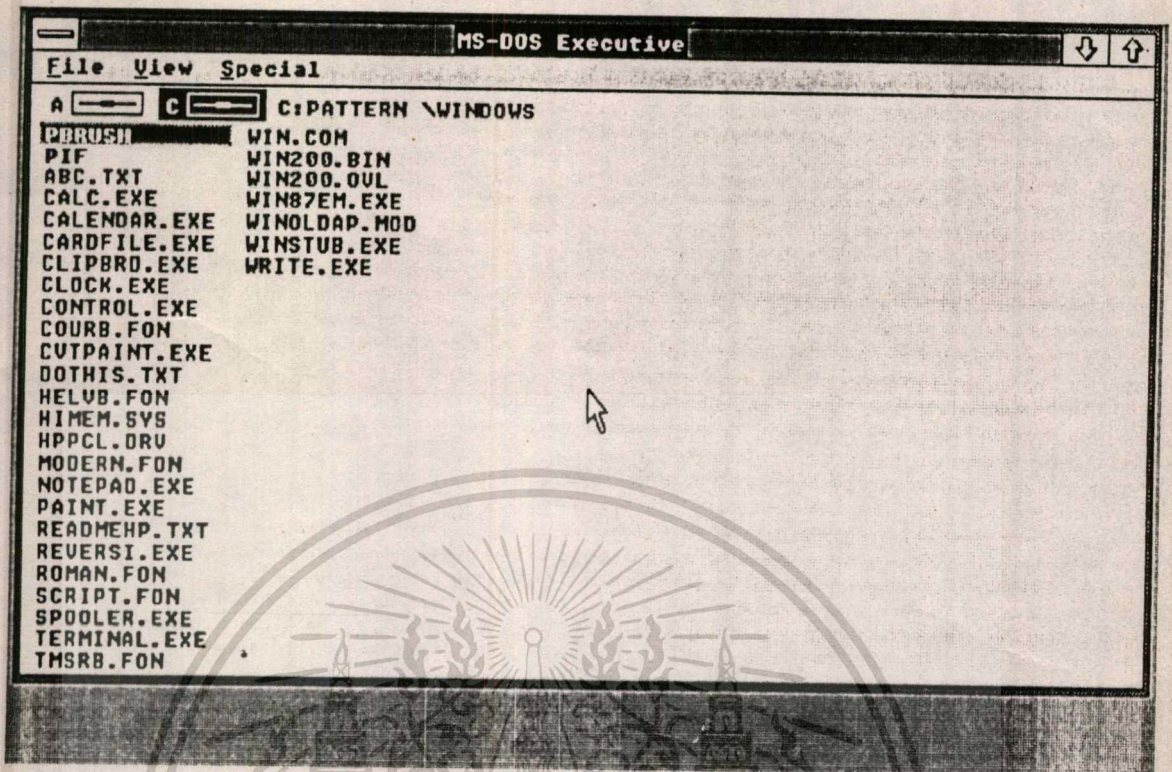 MS-DOS Executive
File View Special
A C C:PATTERN \WINDOWS
PBRUSH
PIF
ABC.TXT
CALC.EXE
CALENDAR.EXE
CARDFILE.EXE
CLIPBRD.EXE
CLOCK.EXE
CONTROL.EXE
COURB.FON
CVTPAINT.EXE
DOTHIS.TXT
HELVB.FON
HIMEM.SYS
HPPCL.DRV
MODERN.FON
NOTEPAD.EXE
PAINT.EXE
READMEHP.TXT
REVERSI.EXE
ROMAN.FON
SCRIPT.FON
SPOOLER.EXE
TERMINAL.EXE
TMSRB.FON
WIN.COM
WIN200.BIN
WIN200.OVL
WIN87EM.EXE
WINOLDAP.MOD
WINSTUB.EXE
WRITE.EXE